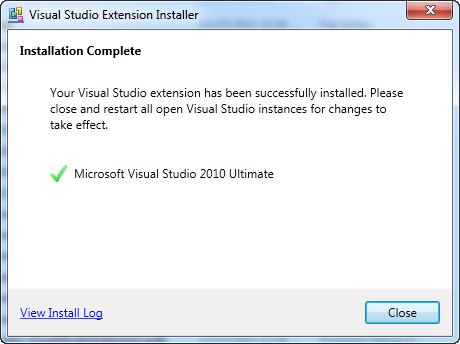 Visual Studio Extension Installer
Installation Complete
Your Visual Studio extension has been successfully installed. Please
close and restart all open Visual Studio instances for changes to
take effect.
Microsoft Visual Studio 2010 Ultimate
View Install Log
Close